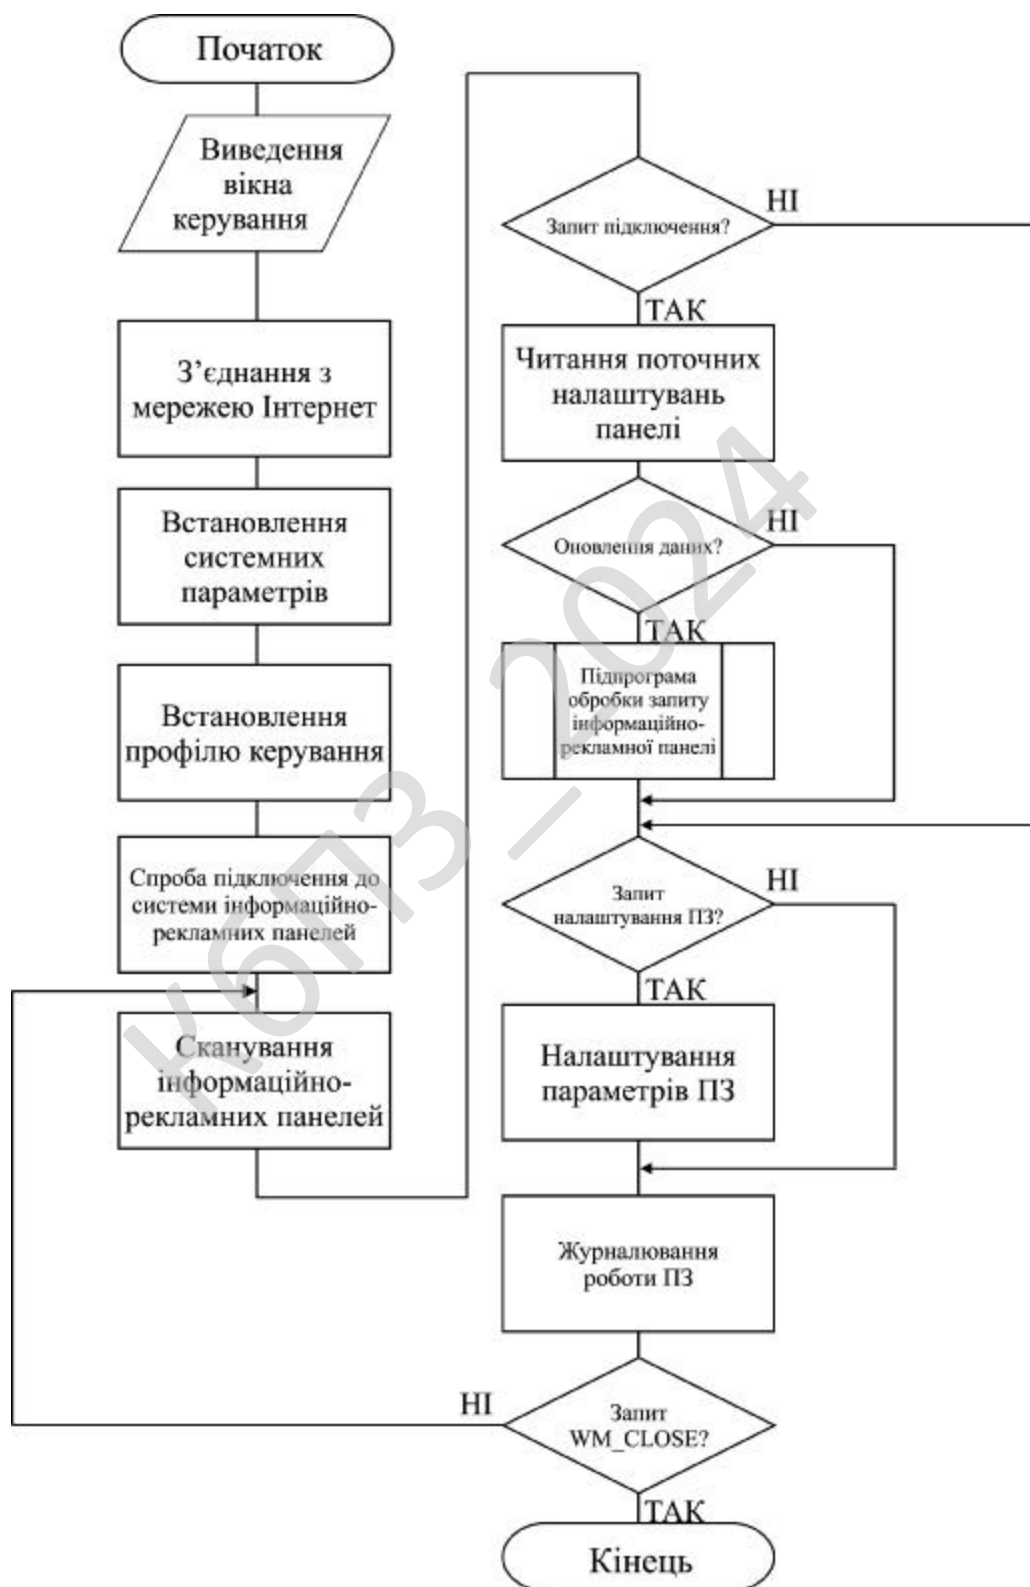 Початок
Виведення
вікна
керування
З’єднання з
мережею Інтернет
Встановлення
системних
параметрів
Встановлення
профілю керування
Спроба підключення до
системи інформаційно-
рекламних панелей
Сканування
інформаційно-
рекламних панелей
Запит підключення?
НІ
ТАК
Читання поточних
налаштувань
панелі
Оновлення даних?
НІ
ТАК
Підпрограма
обробки запиту
інформаційно-
рекламної панелі
Запит
налаштування ПЗ?
НІ
ТАК
Налаштування
параметрів ПЗ
Журналювання
роботи ПЗ
Запит
WM_CLOSE?
НІ
ТАК
Кінець
КбПЗ_2024